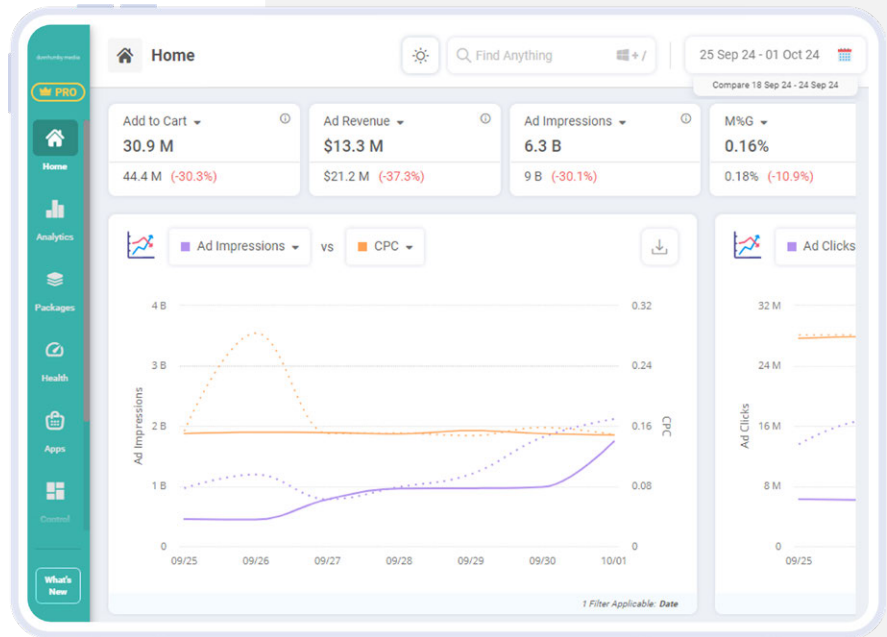 dunnhumby media
PRO
Home
Analytics
Packages
Health
Apps
Control
What's
New
Home
Find Anything
+ /
25 Sep 24 - 01 Oct 24
Compare 18 Sep 24 - 24 Sep 24
Add to Cart
30.9 M
44.4 M (-30.3%)
Ad Revenue
$13.3 M
$21.2 M (-37.3%)
Ad Impressions
6.3 B
9 B (-30.1%)
M%G
0.16%
0.18% (-10.9%)
Ad Impressions vs CPC
4 B
3 B
2 B
1 B
0
Ad Impressions
0.32
0.24
0.16
0.08
0
CPC
09/25 09/26 09/27 09/28 09/29 09/30 10/01
1 Filter Applicable: Date
Ad Clicks
32 M
24 M
16 M
8 M
0
Ad Clicks
09/25